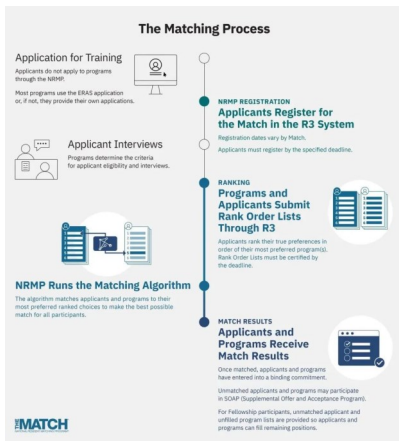 The Matching Process
Application for Training
Applicants do not apply to programs
through the NRMP.
Most programs use the ERAS application
or, if not, they provide their own applications.
NRMP REGISTRATION
Applicants Register for
the Match in the R3 System
Registration dates vary by Match.
Applicants must register by the specified deadline.
Applicant Interviews
Programs determine the criteria
for applicant eligibility and interviews.
RANKING
Programs and
Applicants Submit
Rank Order Lists
Through R3
Applicants rank their true preferences in
order of their most preferred program(s).
Rank Order Lists must be certified by
the deadline.
NRMP Runs the Matching Algorithm
The algorithm matches applicants and programs to their
most preferred ranked choices to make the best possible
match for all participants.
MATCH RESULTS
Applicants and
Programs Receive
Match Results
Once matched, applicants and programs
have entered into a binding commitment.
Unmatched applicants and programs may participate
in SOAP (Supplemental Offer and Acceptance Program).
For Fellowship participants, unmatched applicant and
unfilled program lists are provided so applicants and
programs can fill remaining positions.
THE MATCH